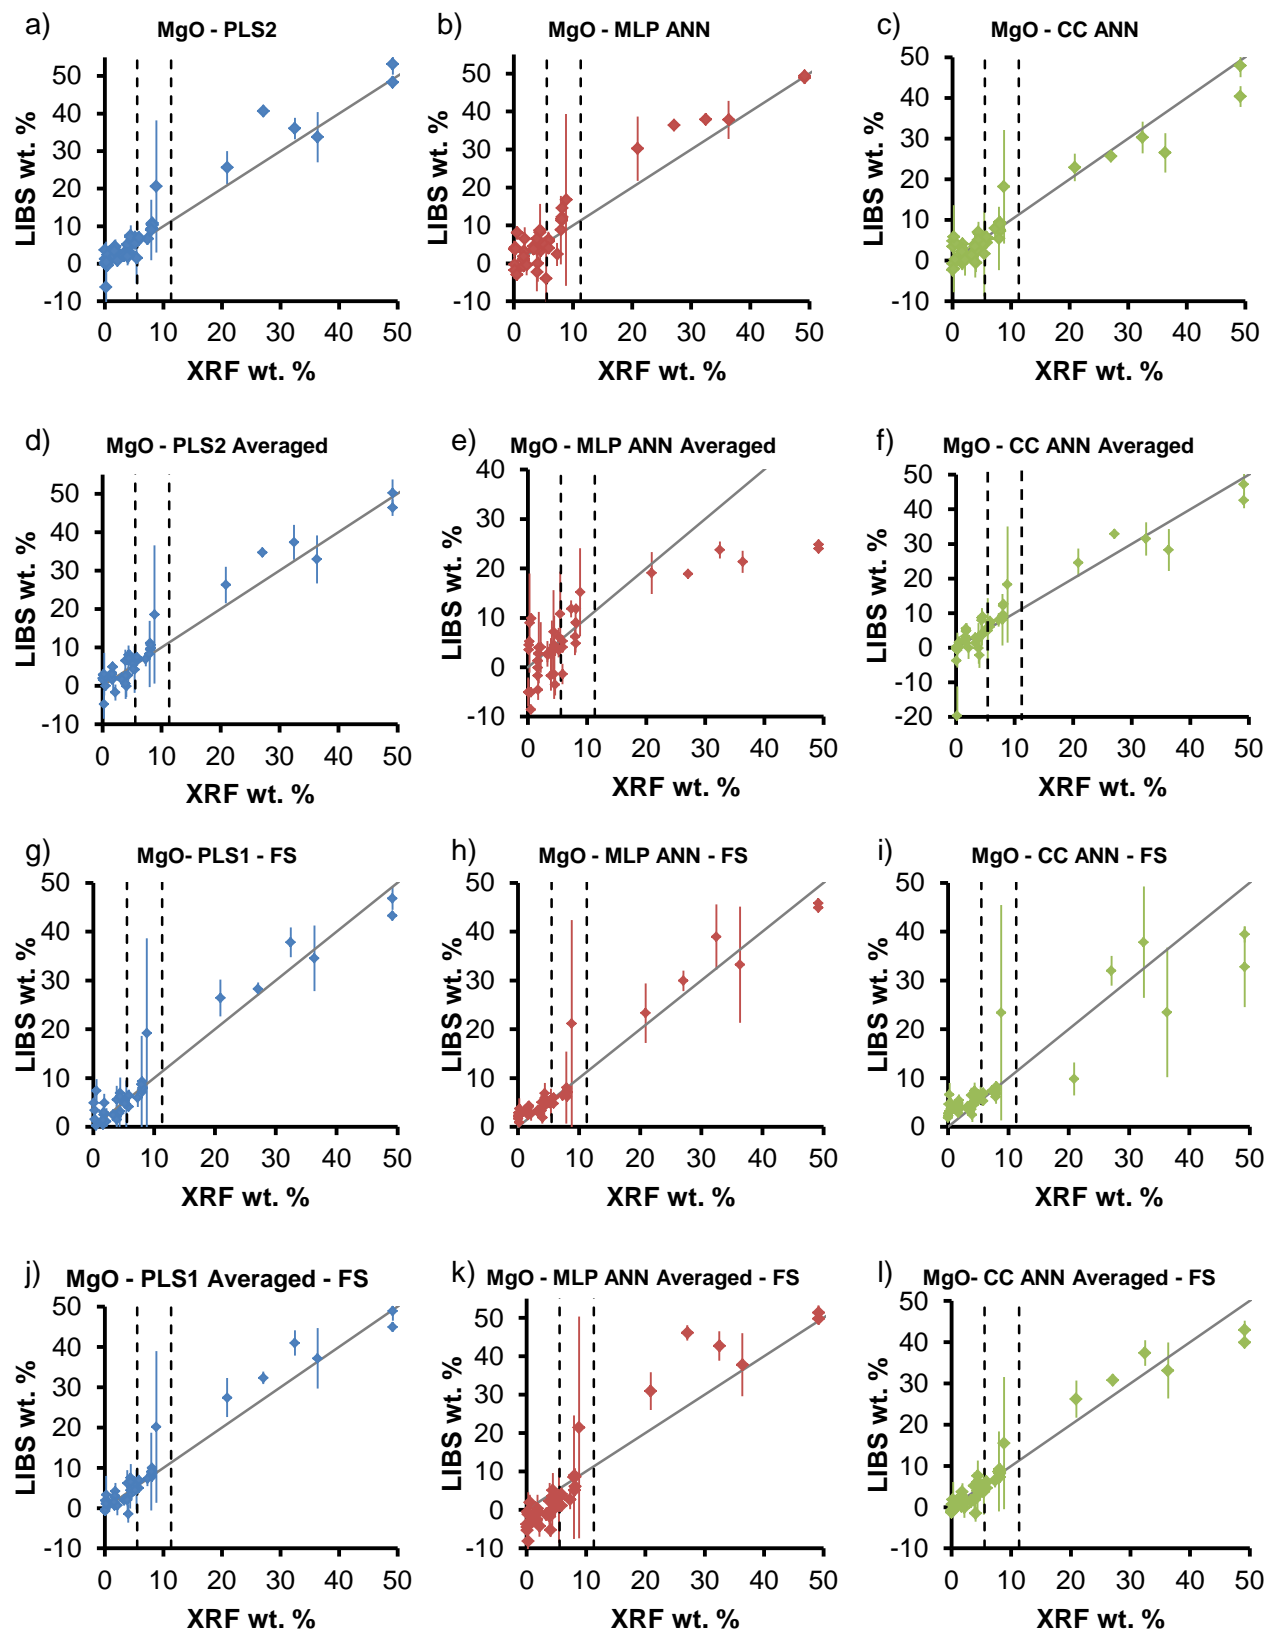 a) MgO - PLS2
b) MgO - MLP ANN
c) MgO - CC ANN
LIBS wt. %
50
40
30
20
10
0
-10
0 10 20 30 40 50
XRF wt. %
LIBS wt. %
50
40
30
20
10
0
-10
0 10 20 30 40 50
XRF wt. %
LIBS wt. %
50
40
30
20
10
0
-10
0 10 20 30 40 50
XRF wt. %
d) MgO - PLS2 Averaged
e) MgO - MLP ANN Averaged
f) MgO - CC ANN Averaged
LIBS wt. %
50
40
30
20
10
0
-10
0 10 20 30 40 50
XRF wt. %
LIBS wt. %
40
30
20
10
0
-10
0 10 20 30 40 50
XRF wt. %
LIBS wt. %
50
40
30
20
10
0
-10
-20
0 10 20 30 40 50
XRF wt. %
g) MgO- PLS1 - FS
h) MgO - MLP ANN - FS
i) MgO - CC ANN - FS
LIBS wt. %
50
40
30
20
10
0
0 10 20 30 40 50
XRF wt. %
LIBS wt. %
50
40
30
20
10
0
0 10 20 30 40 50
XRF wt. %
LIBS wt. %
50
40
30
20
10
0
0 10 20 30 40 50
XRF wt. %
j) MgO - PLS1 Averaged - FS
k) MgO - MLP ANN Averaged - FS
l) MgO- CC ANN Averaged - FS
LIBS wt. %
50
40
30
20
10
0
-10
0 10 20 30 40 50
XRF wt. %
LIBS wt. %
50
40
30
20
10
0
-10
0 10 20 30 40 50
XRF wt. %
LIBS wt. %
50
40
30
20
10
0
-10
0 10 20 30 40 50
XRF wt. %